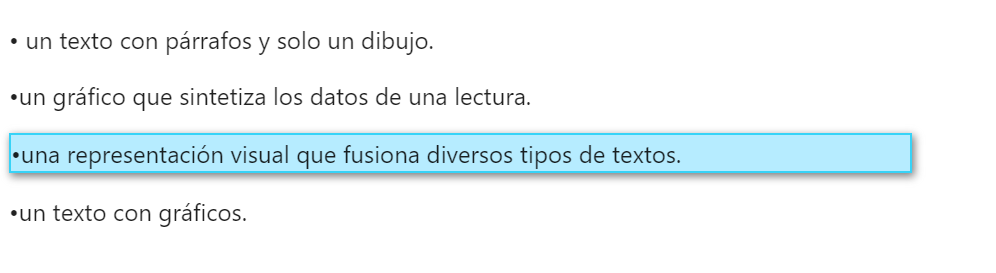 • un texto con párrafos y solo un dibujo.
•un gráfico que sintetiza los datos de una lectura.
•una representación visual que fusiona diversos tipos de textos.
•un texto con gráficos.